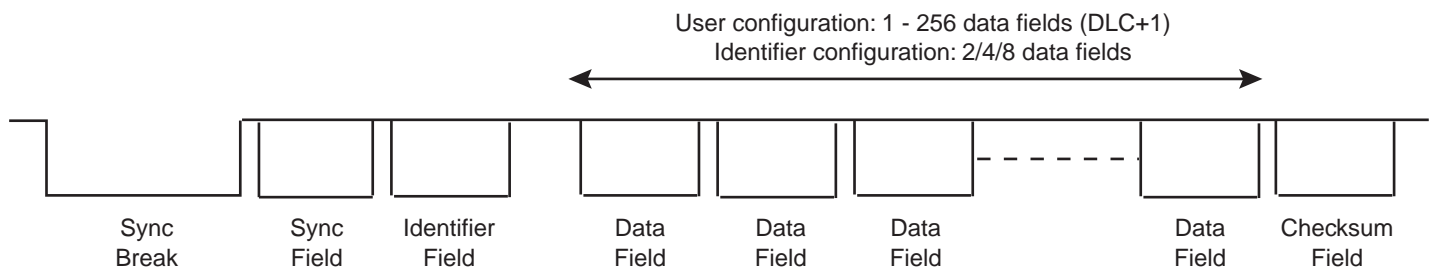 User configuration: 1 - 256 data fields (DLC+1)
Identifier configuration: 2/4/8 data fields
Sync
Break
Sync
Field
Identifier
Field
Data
Field
Data
Field
Data
Field
Data
Field
Checksum
Field